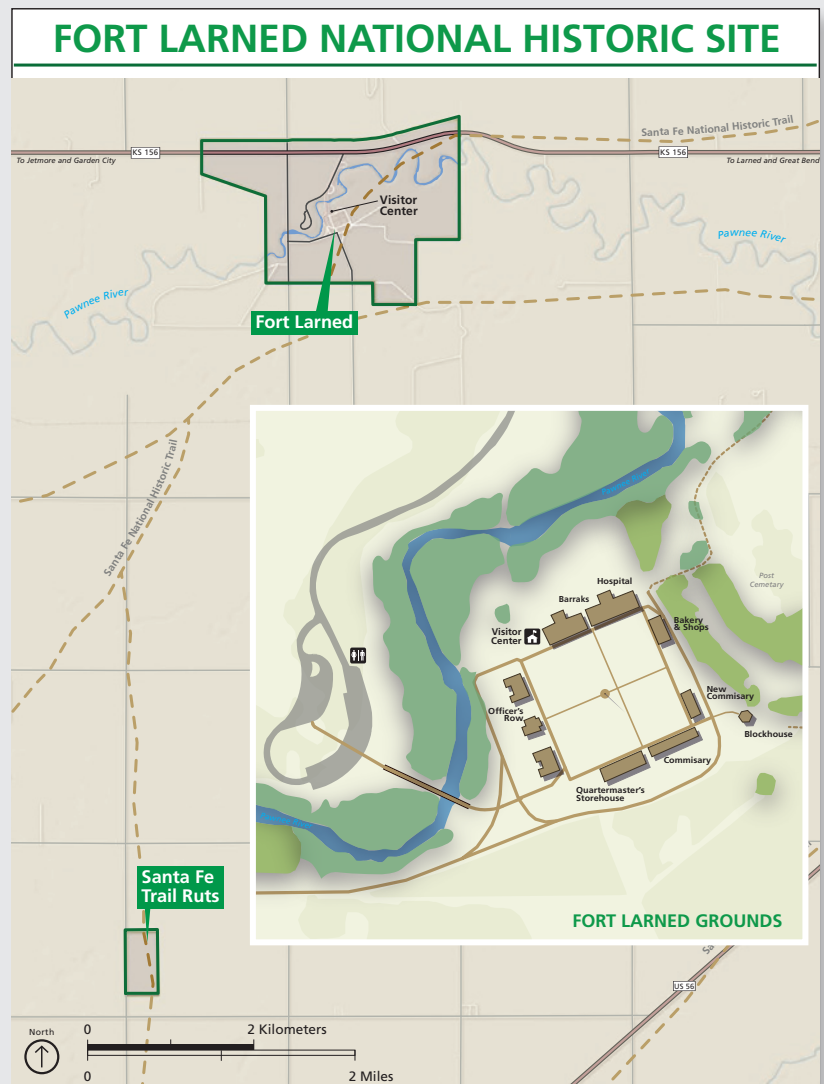 FORT LARNED NATIONAL HISTORIC SITE
Santa Fe National Historic Trail
KS 156
KS 156
To Jetmore and Garden City
To Larned and Great Bend
Visitor
Center
Pawnee River
Pawnee River
Fort Larned
Santa Fe National Historic Trail
Post
Cemetary
Hospital
Barraks
Bakery
& Shops
Visitor
Center
New
Commisary
Officer's
Row
Blockhouse
Commisary
Quartermaster's
Storehouse
FORT LARNED GROUNDS
Santa Fe
Trail Ruts
US 56
North
0
2 Kilometers
0
2 Miles